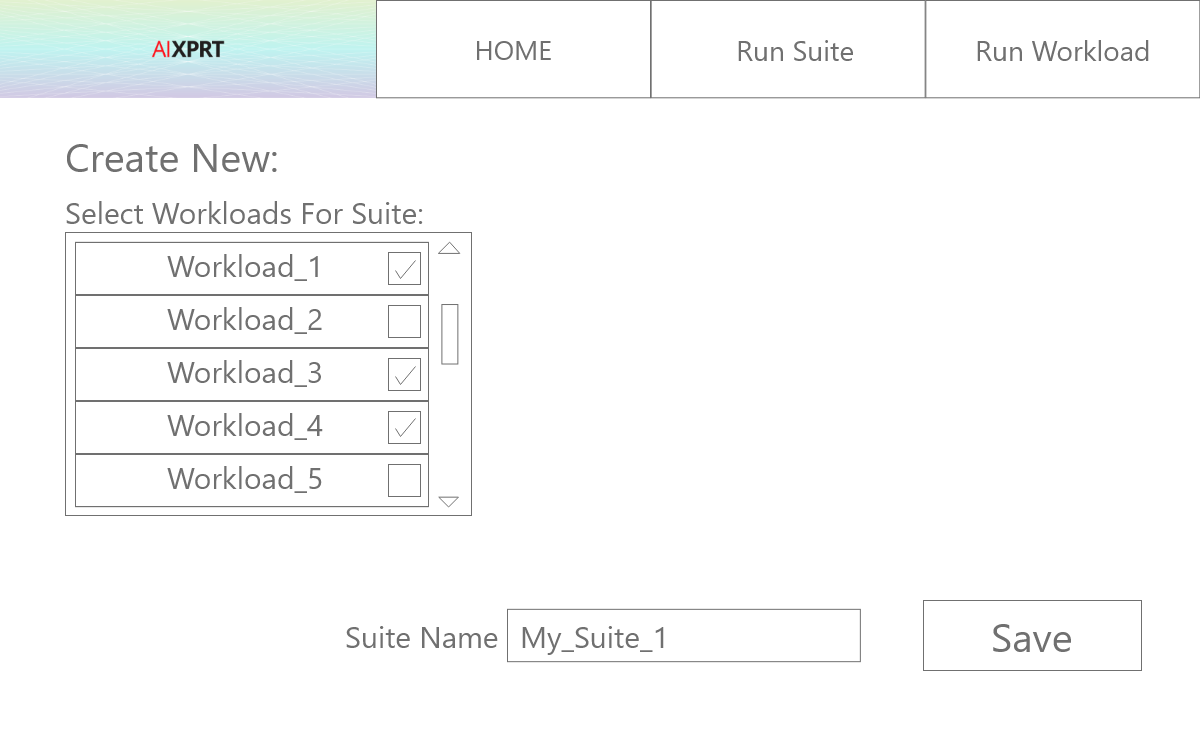 AIXPRT
HOME
Run Suite
Run Workload
Create New:
Select Workloads For Suite:
Workload_1
Workload_2
Workload_3
Workload_4
Workload_5
Suite Name
My_Suite_1
Save